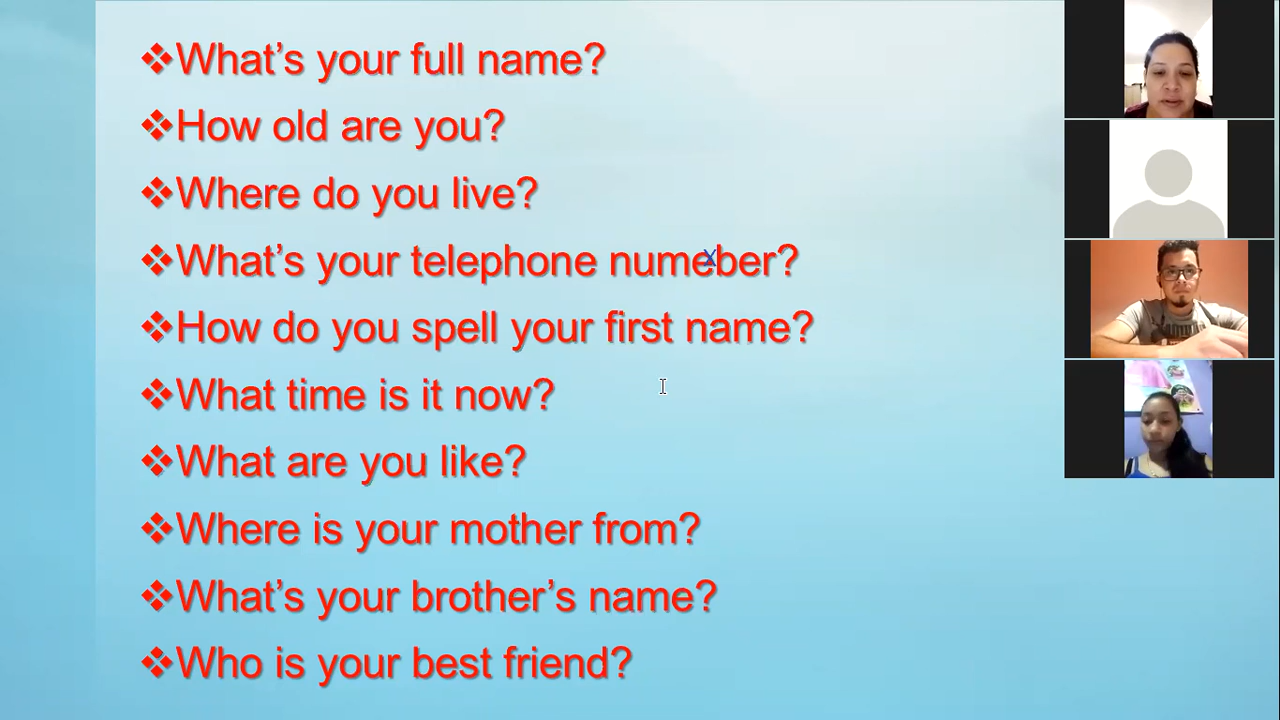 ❖What's your full name?
❖How old are you?
❖Where do you live?
❖What's your telephone numeber?
❖How do you spell your first name?
❖What time is it now?
❖What are you like?
❖Where is your mother from?
❖What's your brother's name?
❖Who is your best friend?